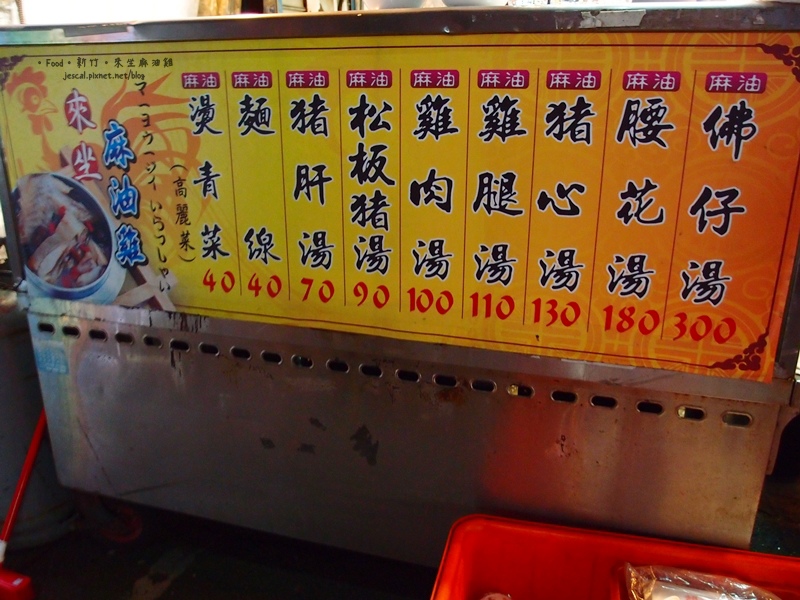 ・Food・新竹・來坐麻油雞
jescal.pixnet.net/blog
來坐
麻油雞
いらっしゃい
麻油
燙青菜
(高麗菜)
40
麻油
麵線
40
麻油
豬肝湯
70
麻油
松板豬湯
90
麻油
雞肉湯
100
麻油
雞腿湯
110
麻油
豬心湯
130
麻油
腰花湯
180
麻油
佛仔湯
300